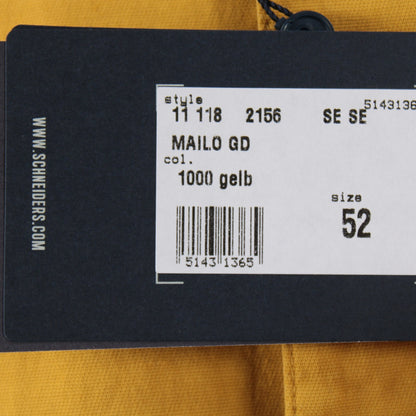 WWW.SCHNEIDERS.COM
style 5143136
11 118 2156 SE SE
MAILO GD
col.
1000 gelb
size
52
5143 1365